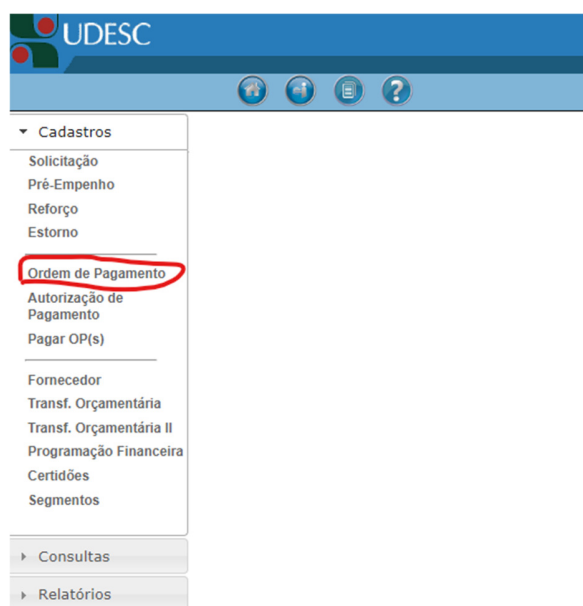 UDESC
Cadastros
Solicitação
Pré-Empenho
Reforço
Estorno
Ordem de Pagamento
Autorização de
Pagamento
Pagar OP(s)
Fornecedor
Transf. Orçamentária
Transf. Orçamentária II
Programação Financeira
Certidões
Segmentos
Consultas
Relatórios